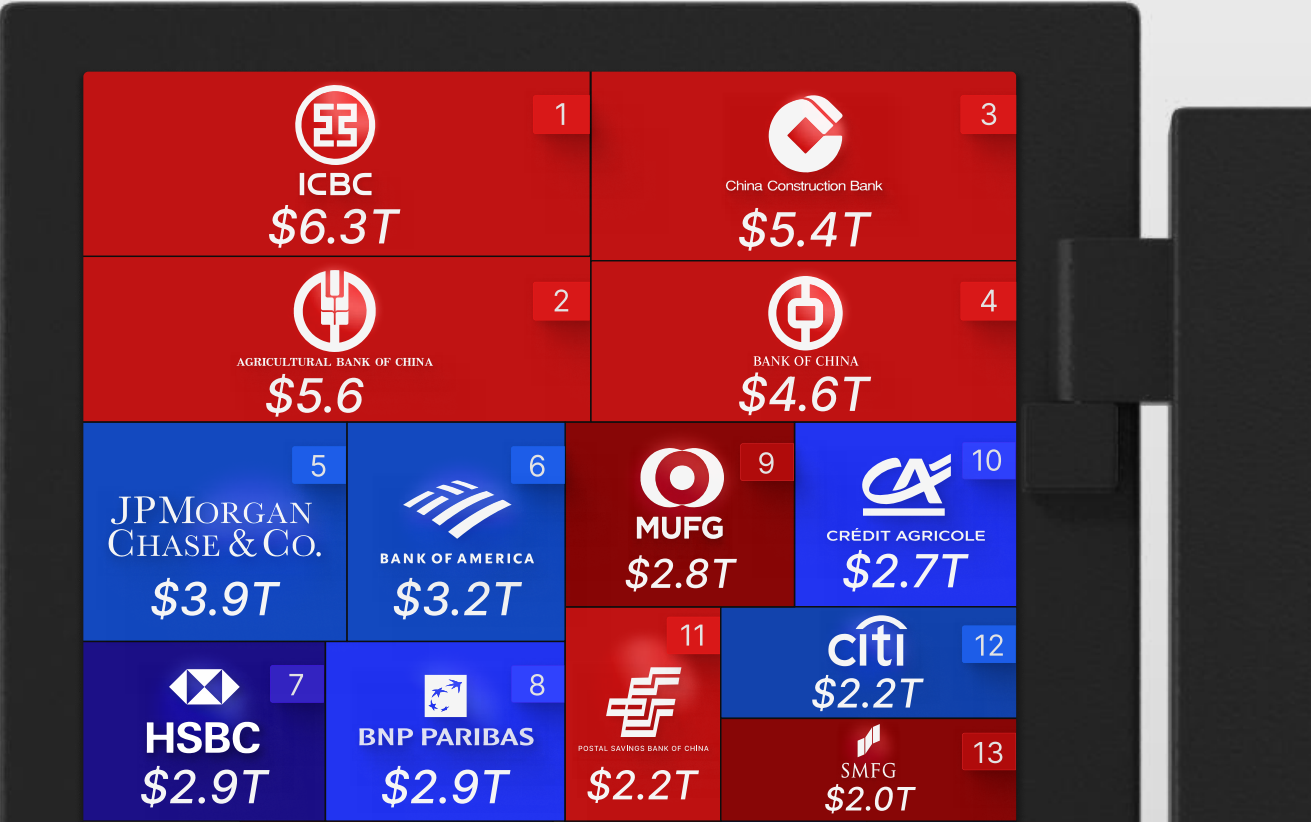 1
ICBC
$6.3T
3
China Construction Bank
$5.4T
2
AGRICULTURAL BANK OF CHINA
$5.6
4
BANK OF CHINA
$4.6T
5
JPMORGAN
CHASE & CO.
$3.9T
6
BANK OF AMERICA
$3.2T
9
MUFG
$2.8T
10
CA
CRÉDIT AGRICOLE
$2.7T
7
HSBC
$2.9T
8
BNP PARIBAS
$2.9T
11
POSTAL SAVINGS BANK OF CHINA
$2.2T
12
citi
$2.2T
13
SMFG
$2.0T